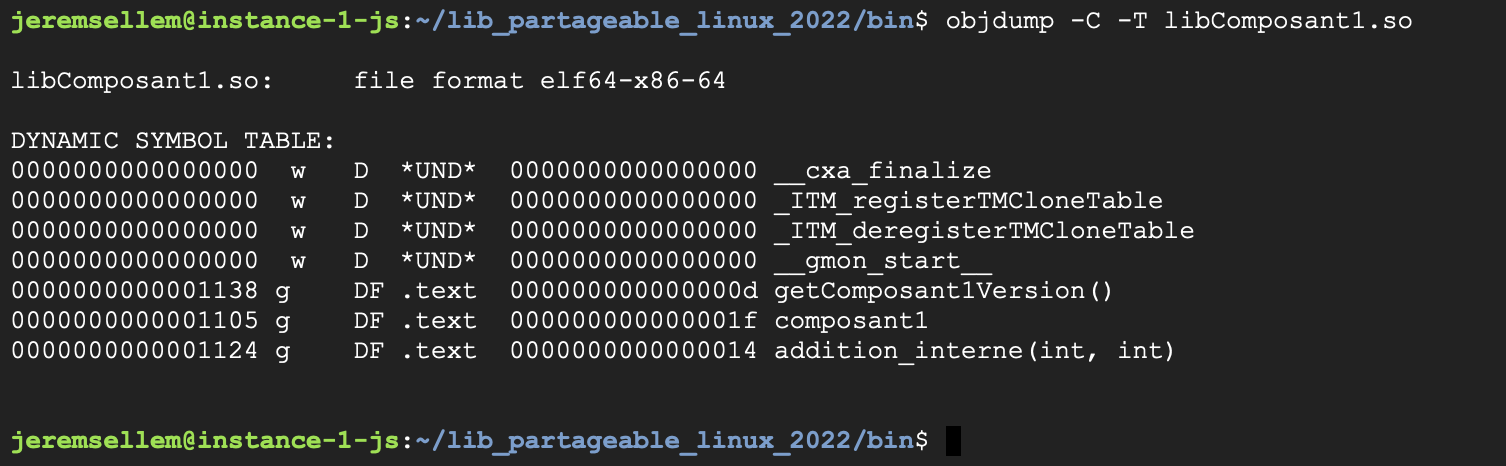 jeremsellem@instance-1-js:~/lib_partageable_linux_2022/bin$ objdump -C -T libComposant1.so
libComposant1.so:     file format elf64-x86-64
DYNAMIC SYMBOL TABLE:
0000000000000000  w   D  *UND*  0000000000000000 __cxa_finalize
0000000000000000  w   D  *UND*  0000000000000000 _ITM_registerTMCloneTable
0000000000000000  w   D  *UND*  0000000000000000 _ITM_deregisterTMCloneTable
0000000000000000  w   D  *UND*  0000000000000000 __gmon_start__
0000000000001138 g    DF .text  000000000000000d getComposant1Version()
0000000000001105 g    DF .text  000000000000001f composant1
0000000000001124 g    DF .text  0000000000000014 addition_interne(int, int)
jeremsellem@instance-1-js:~/lib_partageable_linux_2022/bin$